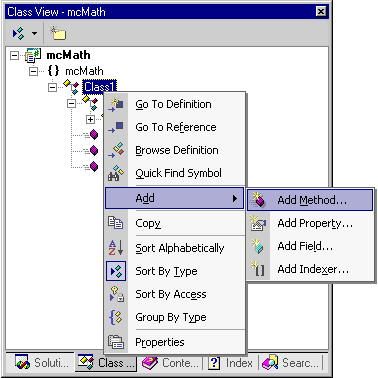 Class View - mcMath
mcMath
{} mcMath
Class1
Go To Definition
Go To Reference
Browse Definition
Quick Find Symbol
Add
Add Method...
Copy
Add Property...
Sort Alphabetically
Add Field...
Sort By Type
Add Indexer...
Sort By Access
Group By Type
Properties
Soluti... Class ... Conte... Index Searc...